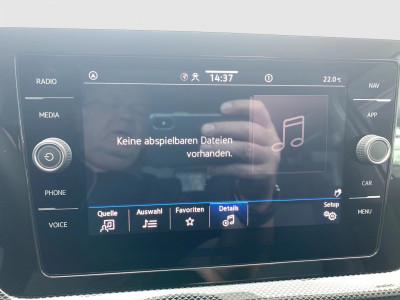 RADIO
14:37
22.0°C
NAV
MEDIA
APP
Keine abspielbaren Dateien
vorhanden.
PHONE
CAR
VOICE
MENU
Quelle
Auswahl
Favoriten
Details
Setup